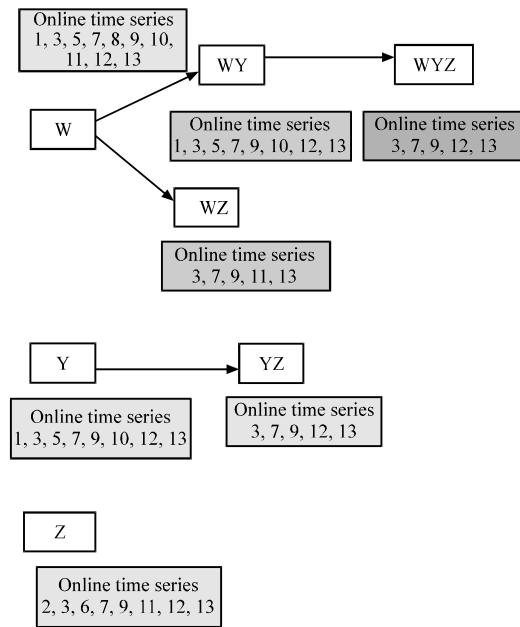 Online time series
1, 3, 5, 7, 8, 9, 10,
11, 12, 13
WY
WYZ
W
Online time series
1, 3, 5, 7, 9, 10, 12, 13
Online time series
3, 7, 9, 12, 13
WZ
Online time series
3, 7, 9, 11, 13
Y
YZ
Online time series
1, 3, 5, 7, 9, 10, 12, 13
Online time series
3, 7, 9, 12, 13
Z
Online time series
2, 3, 6, 7, 9, 11, 12, 13